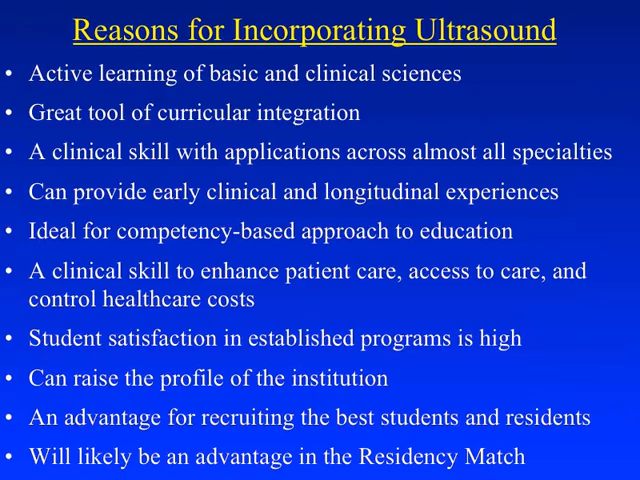 Reasons for Incorporating Ultrasound
• Active learning of basic and clinical sciences
• Great tool of curricular integration
• A clinical skill with applications across almost all specialties
• Can provide early clinical and longitudinal experiences
• Ideal for competency-based approach to education
• A clinical skill to enhance patient care, access to care, and
control healthcare costs
• Student satisfaction in established programs is high
• Can raise the profile of the institution
• An advantage for recruiting the best students and residents
• Will likely be an advantage in the Residency Match